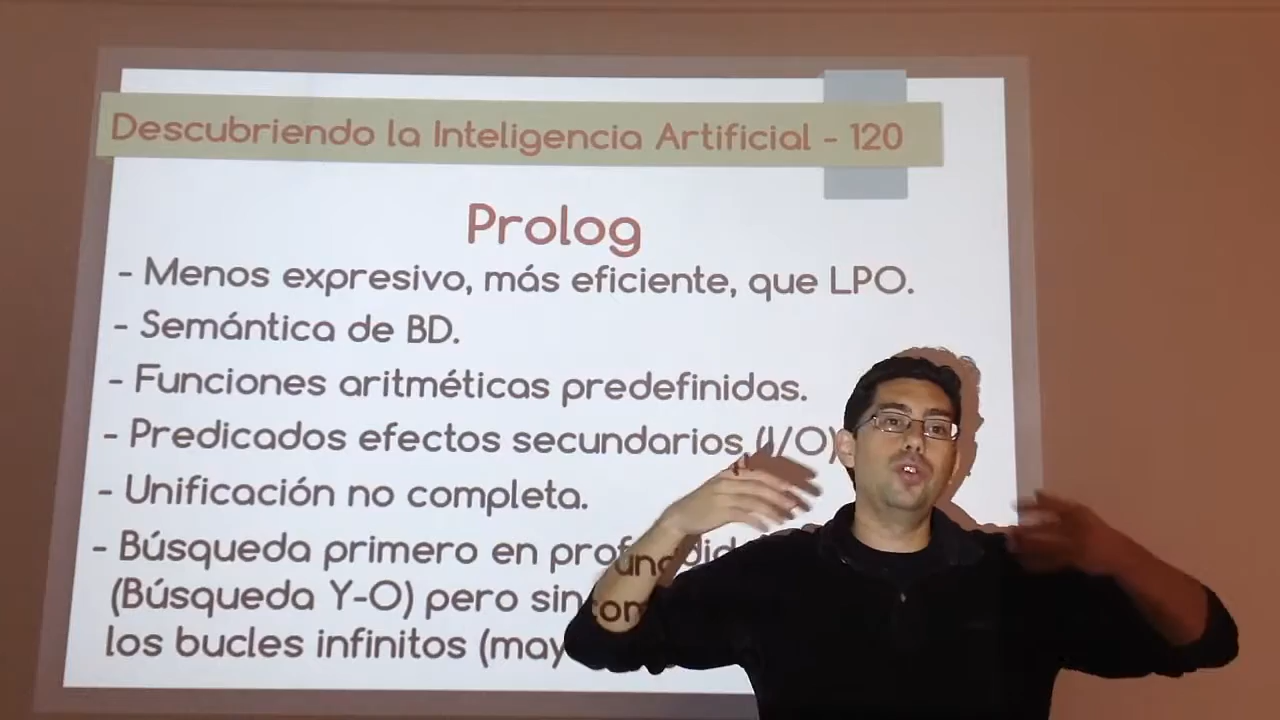 Descubriendo la Inteligencia Artificial - 120
Prolog
- Menos expresivo, más eficiente, que LPO.
- Semántica de BD.
- Funciones aritméticas predefinidas.
- Predicados efectos secundarios (I/O)
- Unificación no completa.
- Búsqueda primero en
(Búsqueda Y-O) pero sin
los bucles infinitos